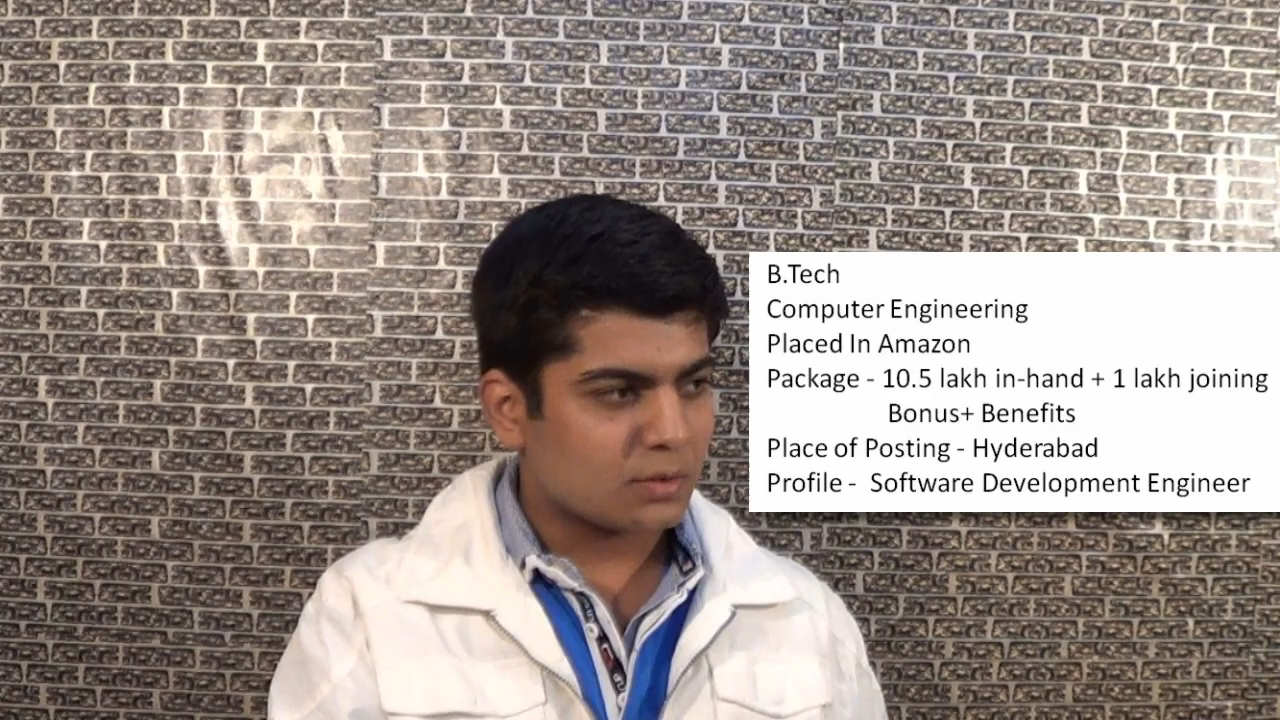 B.Tech
Computer Engineering
Placed In Amazon
Package - 10.5 lakh in-hand + 1 lakh joining
Bonus+ Benefits
Place of Posting - Hyderabad
Profile - Software Development Engineer